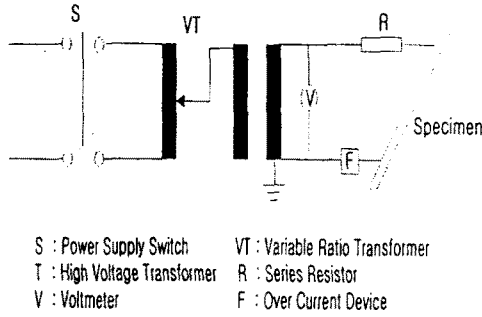 S
VT
R
V
Specimen
F
S : Power Supply Switch VT : Variable Ratio Transformer
T : High Voltage Transformer R : Series Resistor
V : Voltmeter F : Over Current Device